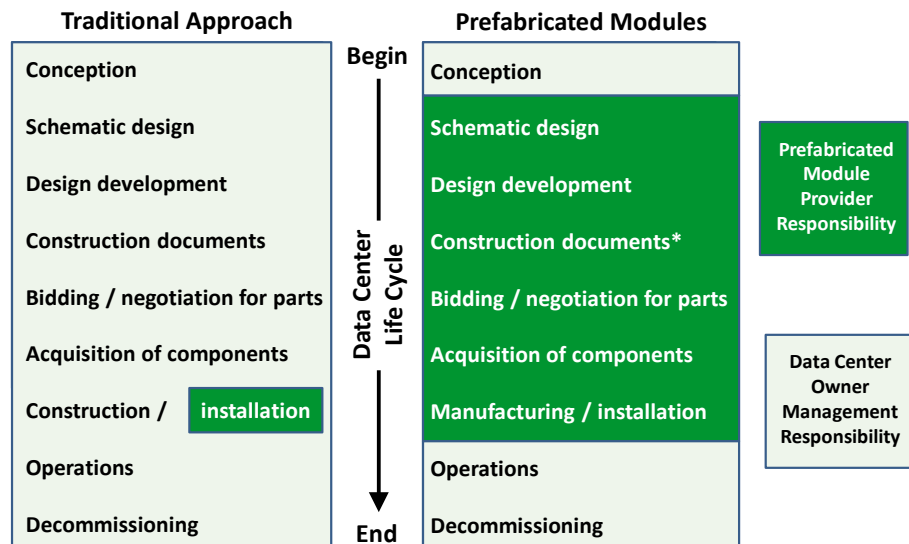 Traditional Approach
Conception
Schematic design
Design development
Construction documents
Bidding / negotiation for parts
Acquisition of components
Construction / installation
Operations
Decommissioning
Begin
Data Center
Life Cycle
End
Prefabricated Modules
Conception
Schematic design
Design development
Construction documents*
Bidding / negotiation for parts
Acquisition of components
Manufacturing / installation
Operations
Decommissioning
Prefabricated
Module
Provider
Responsibility
Data Center
Owner
Management
Responsibility